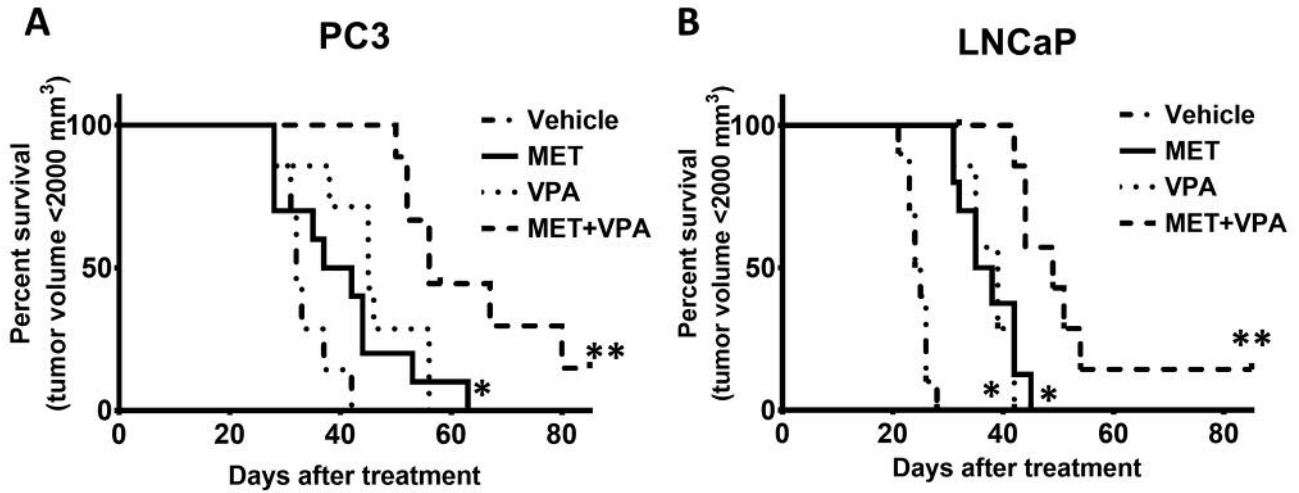 A
PC3
Percent survival
(tumor volume <2000 mm³)
100
50
0
Vehicle
MET
VPA
MET+VPA
**
*
0 20 40 60 80
Days after treatment
B
LNCaP
Percent survival
(tumor volume <2000 mm³)
100
50
0
Vehicle
MET
VPA
MET+VPA
**
* *
0 20 40 60 80
Days after treatment